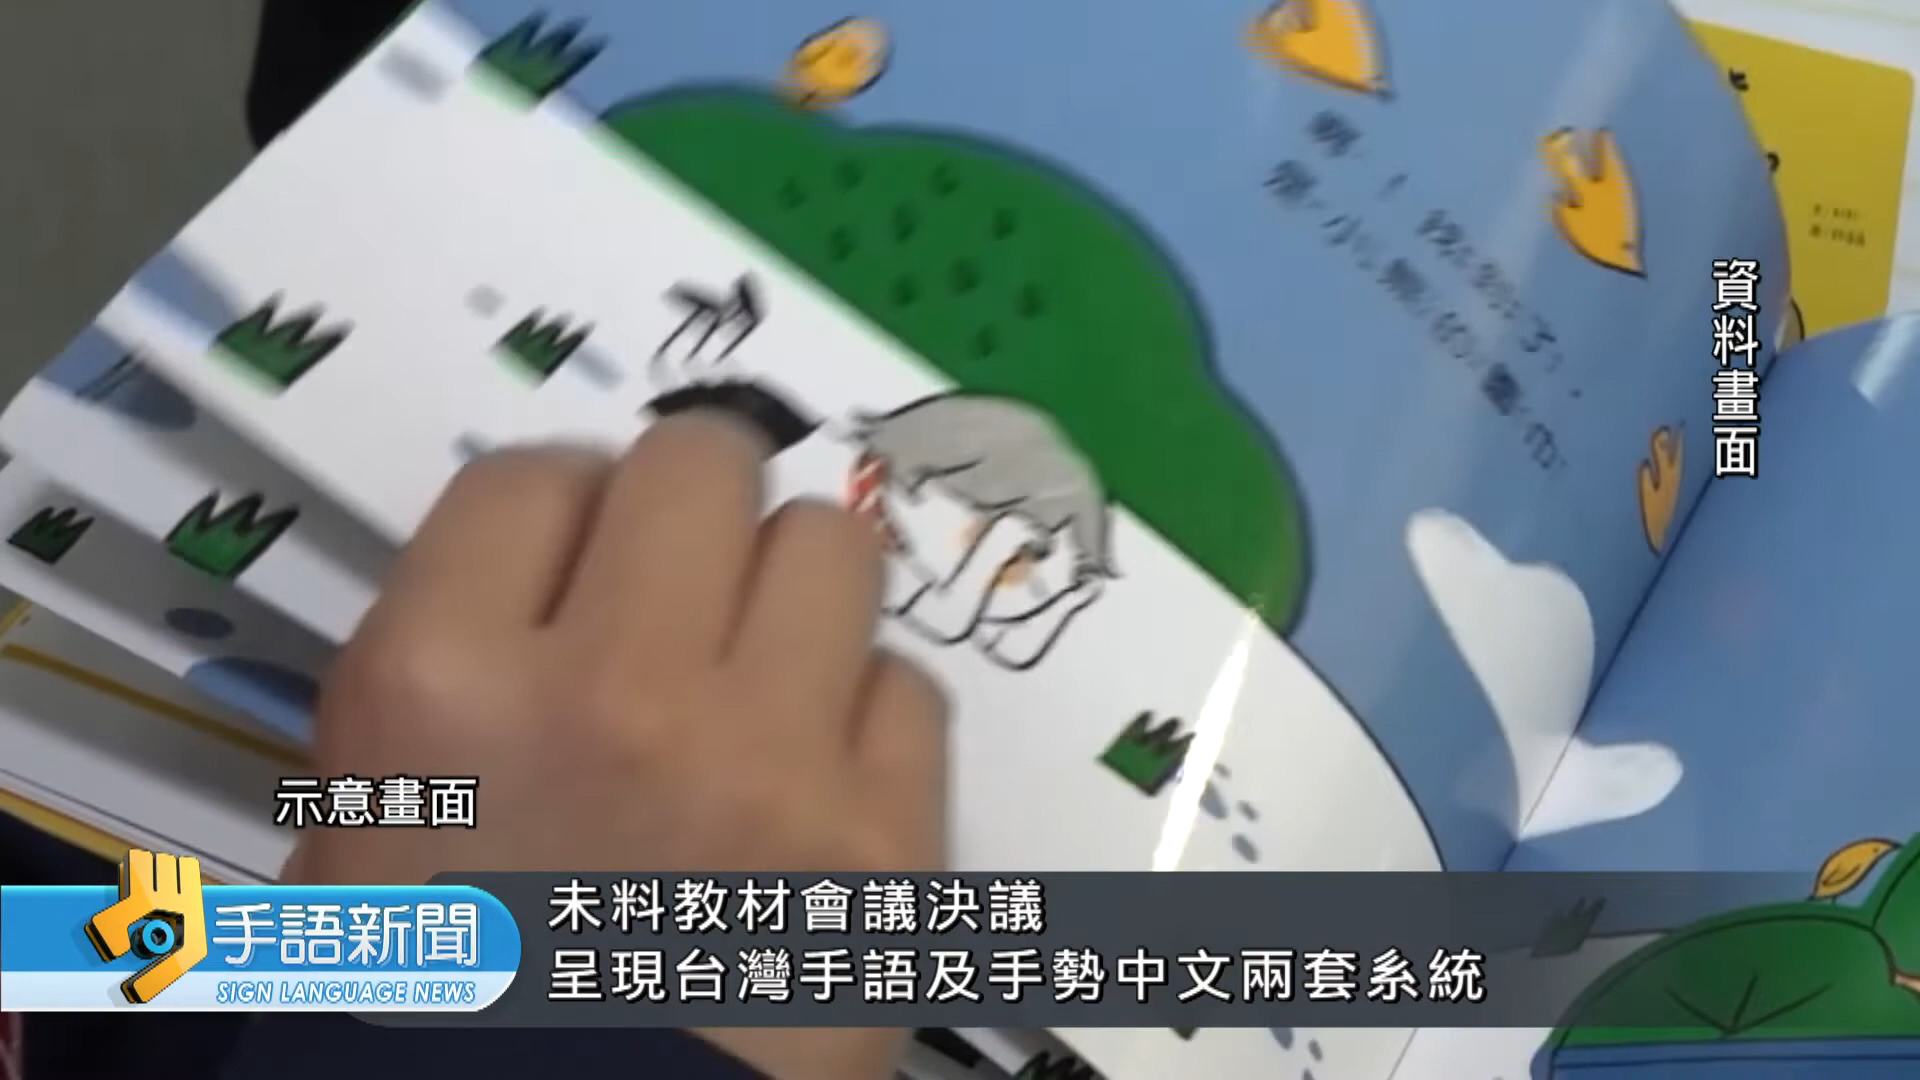 資料畫面
示意畫面
手語新聞
SIGN LANGUAGE NEWS
未料教材會議決議
呈現台灣手語及手勢中文兩套系統